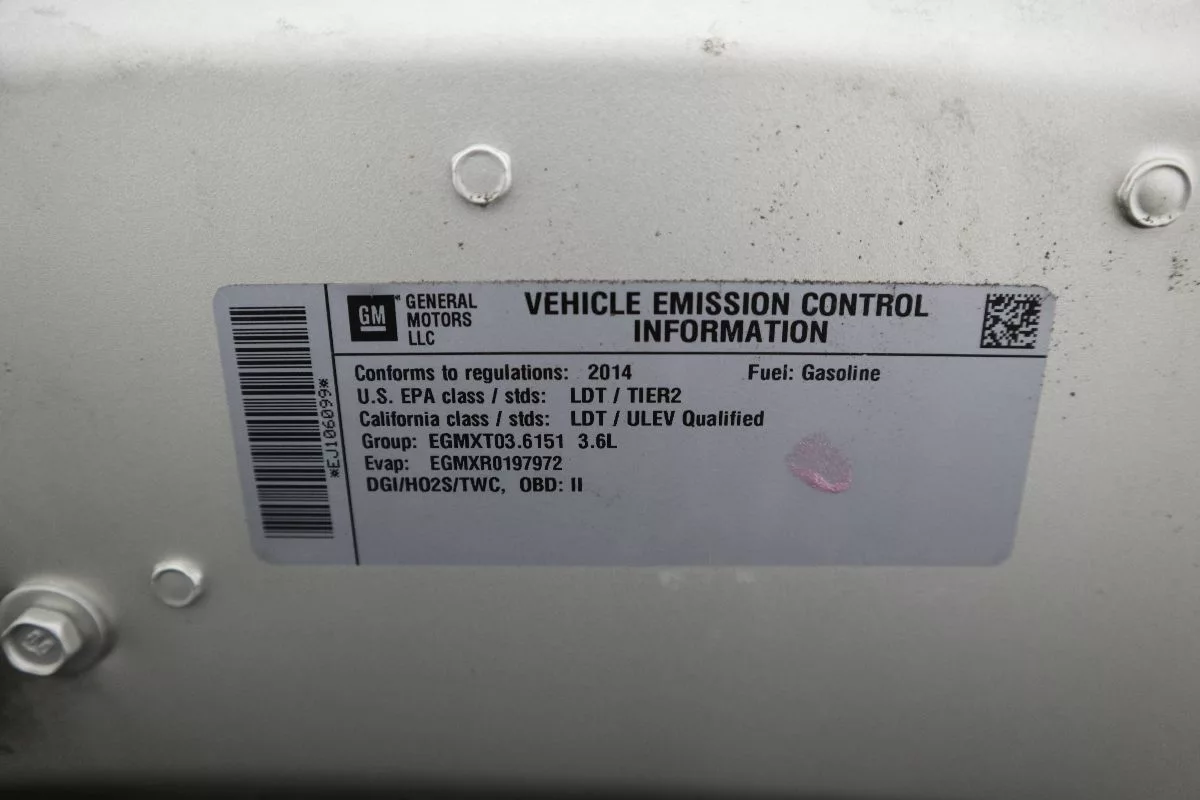 *EJ106099*
GM
GENERAL
MOTORS
LLC
VEHICLE EMISSION CONTROL
INFORMATION
Conforms to regulations: 2014 Fuel: Gasoline
U.S. EPA class / stds: LDT / TIER2
California class / stds: LDT / ULEV Qualified
Group: EGMXT03.6151 3.6L
Evap: EGMXR0197972
DGI/HO2S/TWC, OBD: II